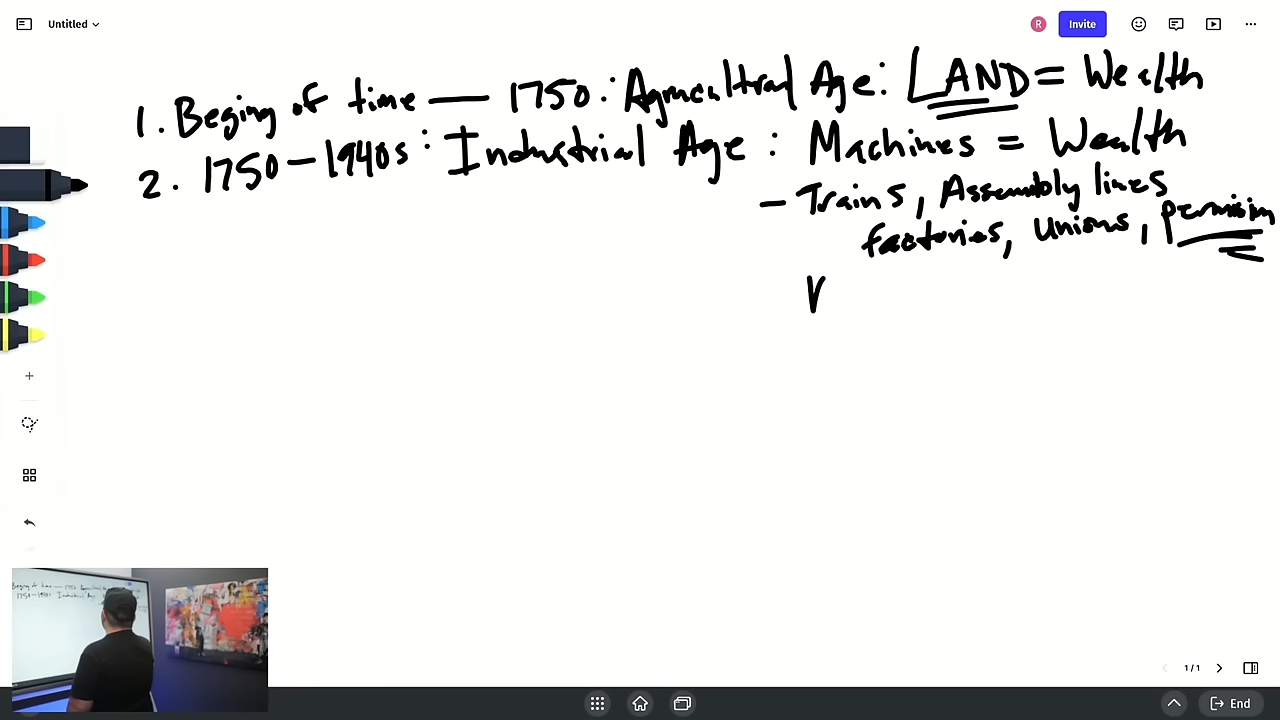 Untitled
R
Invite
1. Beging of time — 1750: Agricultral Age: LAND = Wealth
2. 1750-1940s: Industrial Age: Machines = Wealth
- Trains, Assembly lines
factories, Unions, permission
1/1
End